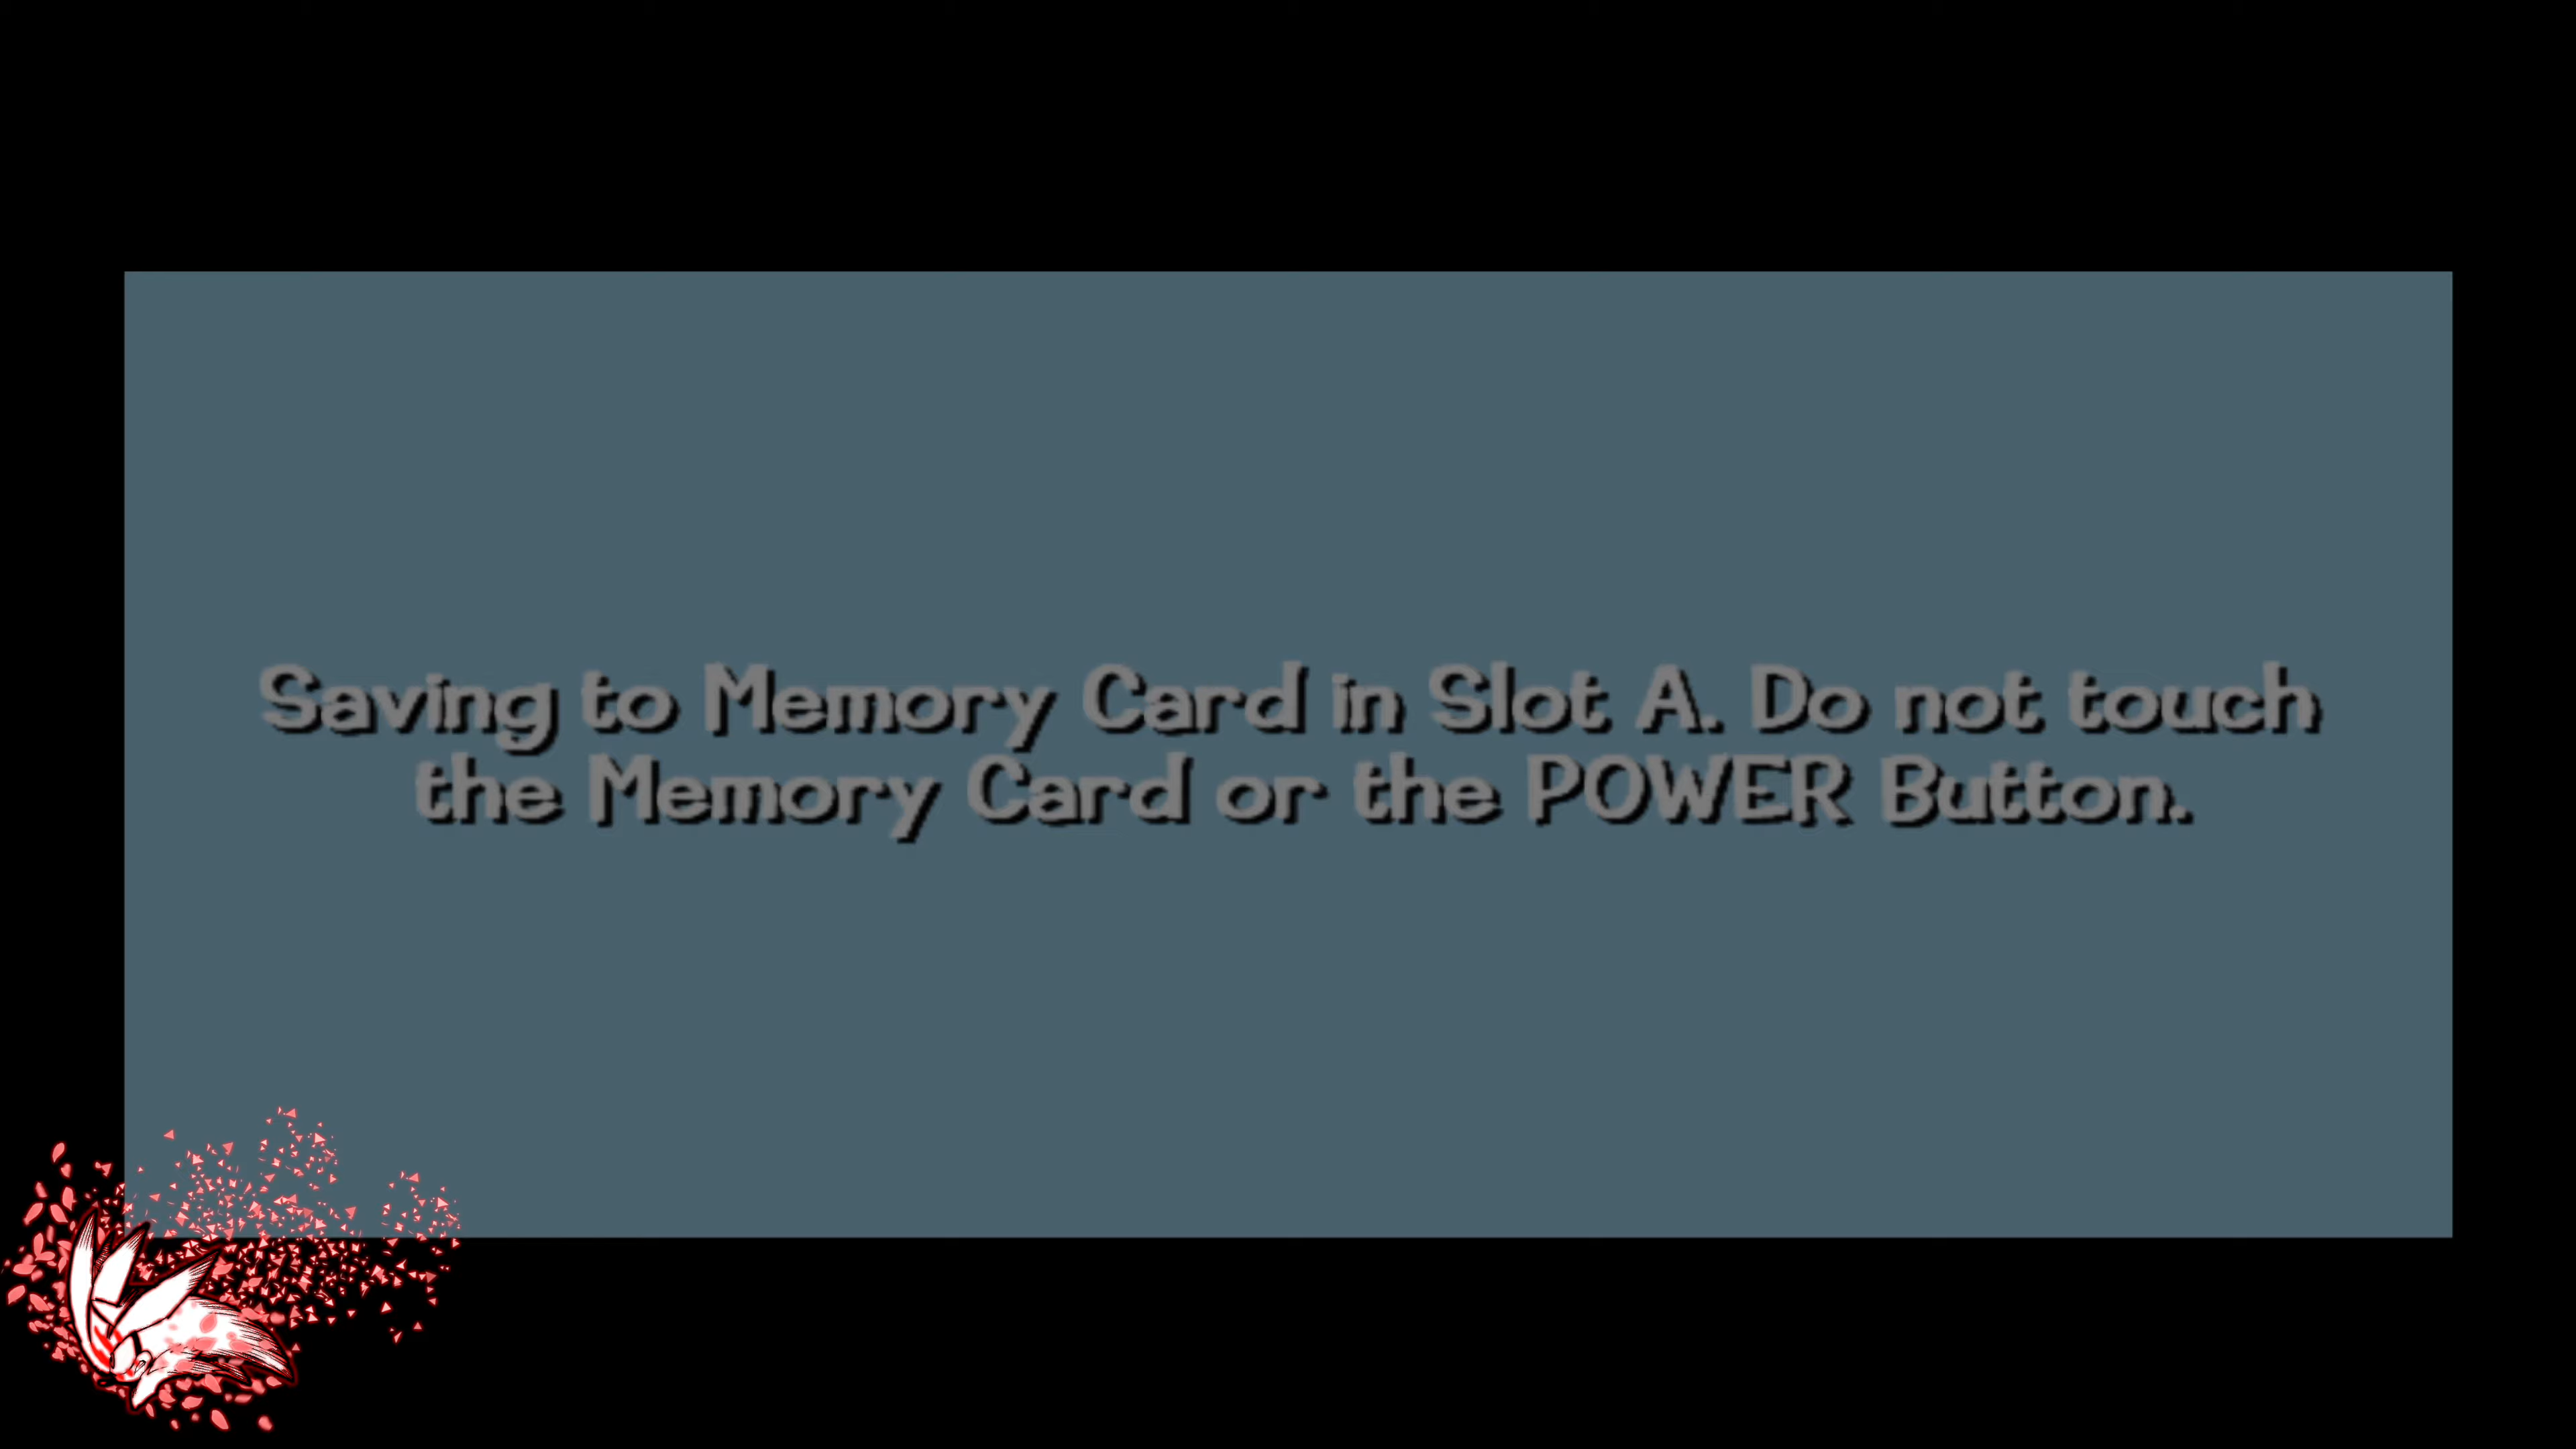 Saving to Memory Card in Slot A. Do not touch
the Memory Card or the POWER Button.